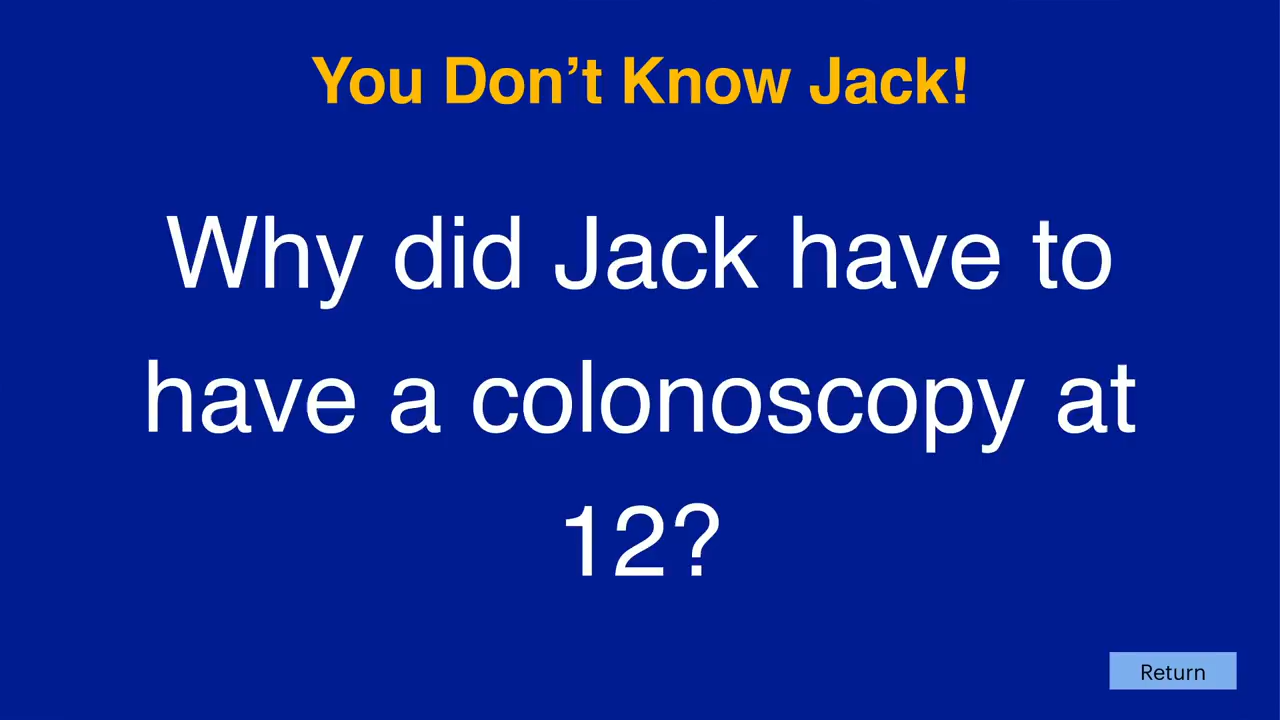 You Don’t Know Jack!
Why did Jack have to
have a colonoscopy at
12?
Return